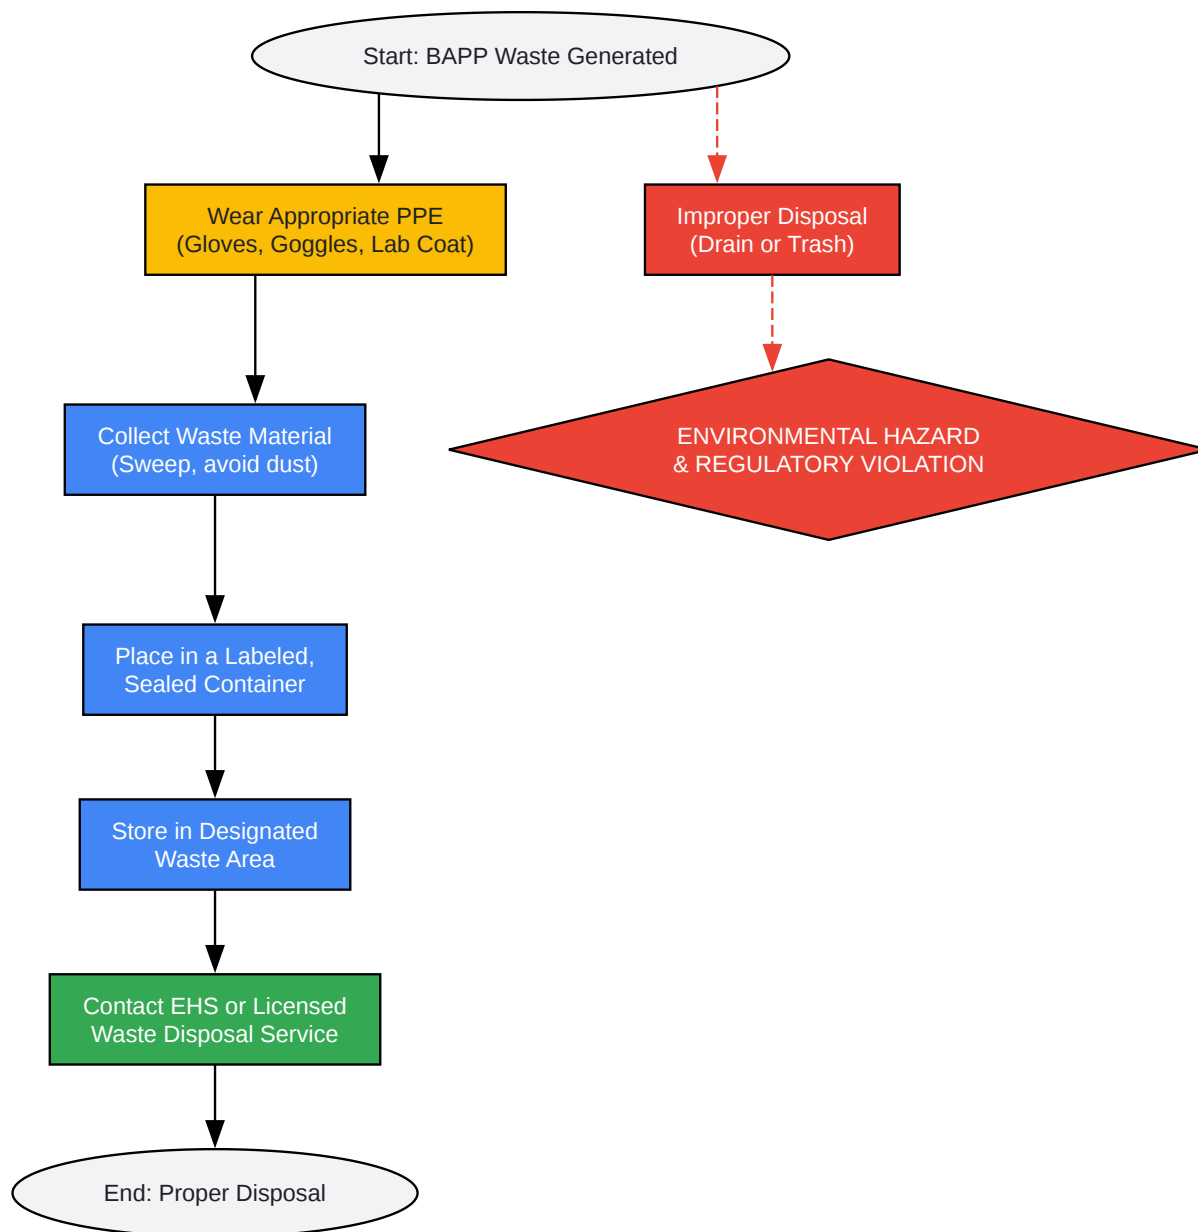 Start: BAPP Waste Generated
Wear Appropriate PPE
(Gloves, Goggles, Lab Coat)
Improper Disposal
(Drain or Trash)
Collect Waste Material
(Sweep, avoid dust)
ENVIRONMENTAL HAZARD
& REGULATORY VIOLATION
Place in a Labeled,
Sealed Container
Store in Designated
Waste Area
Contact EHS or Licensed
Waste Disposal Service
End: Proper Disposal